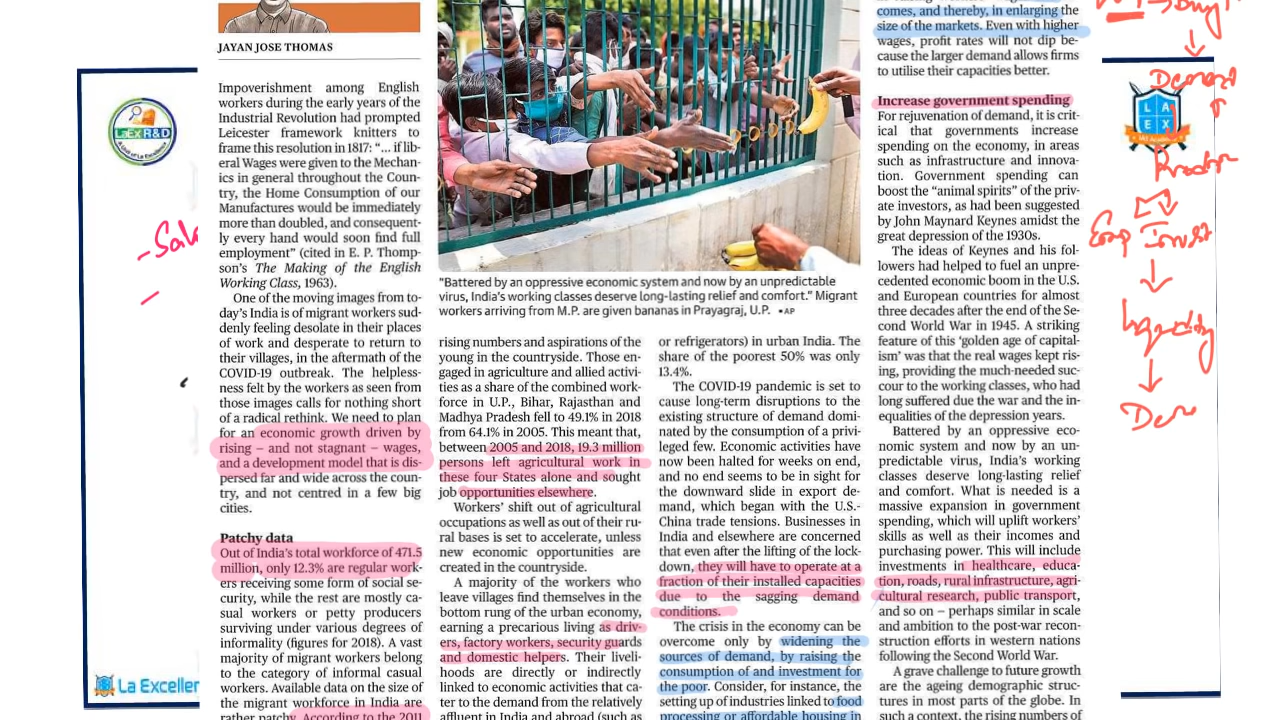 JAYAN JOSE THOMAS
Impoverishment among English
workers during the early years of the
Industrial Revolution had prompted
Leicester framework knitters to
frame this resolution in 1817: “... if lib-
eral Wages were given to the Mechan-
ics in general throughout the Coun-
try, the Home Consumption of our
Manufactures would be immediately
more than doubled, and consequent-
ly every hand would soon find full
employment” (cited in E. P. Thomp-
son’s The Making of the English
Working Class, 1963).
One of the moving images from to-
day’s India is of migrant workers sud-
denly feeling desolate in their places
of work and desperate to return to
their villages, in the aftermath of the
COVID-19 outbreak. The helpless-
ness felt by the workers as seen from
those images calls for nothing short
of a radical rethink. We need to plan
for an economic growth driven by
rising – and not stagnant – wages,
and a development model that is dis-
persed far and wide across the coun-
try, and not centred in a few big
cities.
Patchy data
Out of India’s total workforce of 471.5
million, only 12.3% are regular work-
ers receiving some form of social se-
curity, while the rest are mostly ca-
sual workers or petty producers
surviving under various degrees of
informality (figures for 2018). A vast
majority of migrant workers belong
to the category of informal casual
workers. Available data on the size of
the migrant workforce in India are
rather patchy. According to the 2011
"Battered by an oppressive economic system and now by an unpredictable
virus, India’s working classes deserve long-lasting relief and comfort." Migrant
workers arriving from M.P. are given bananas in Prayagraj, U.P. •AP
rising numbers and aspirations of the
young in the countryside. Those en-
gaged in agriculture and allied activi-
ties as a share of the combined work-
force in U.P., Bihar, Rajasthan and
Madhya Pradesh fell to 49.1% in 2018
from 64.1% in 2005. This meant that,
between 2005 and 2018, 19.3 million
persons left agricultural work in
these four States alone and sought
job opportunities elsewhere.
Workers’ shift out of agricultural
occupations as well as out of their ru-
ral bases is set to accelerate, unless
new economic opportunities are
created in the countryside.
A majority of the workers who
leave villages find themselves in the
bottom rung of the urban economy,
earning a precarious living as driv-
ers, factory workers, security guards
and domestic helpers. Their liveli-
hoods are directly or indirectly
linked to economic activities that ca-
ter to the demand from the relatively
affluent in India and abroad (such as
or refrigerators) in urban India. The
share of the poorest 50% was only
13.4%.
The COVID-19 pandemic is set to
cause long-term disruptions to the
existing structure of demand domi-
nated by the consumption of a privi-
leged few. Economic activities have
now been halted for weeks on end,
and no end seems to be in sight for
the downward slide in export de-
mand, which began with the U.S.-
China trade tensions. Businesses in
India and elsewhere are concerned
that even after the lifting of the lock-
down, they will have to operate at a
fraction of their installed capacities
due to the sagging demand
conditions.
The crisis in the economy can be
overcome only by widening the
sources of demand, by raising the
consumption of and investment for
the poor. Consider, for instance, the
setting up of industries linked to food
processing or affordable housing in
comes, and thereby, in enlarging the
size of the markets. Even with higher
wages, profit rates will not dip be-
cause the larger demand allows firms
to utilise their capacities better.
Increase government spending
For rejuvenation of demand, it is crit-
ical that governments increase
spending on the economy, in areas
such as infrastructure and innova-
tion. Government spending can
boost the “animal spirits” of the priv-
ate investors, as had been suggested
by John Maynard Keynes amidst the
great depression of the 1930s.
The ideas of Keynes and his fol-
lowers had helped to fuel an unpre-
cedented economic boom in the U.S.
and European countries for almost
three decades after the end of the Se-
cond World War in 1945. A striking
feature of this ‘golden age of capital-
ism’ was that the real wages kept ris-
ing, providing the much-needed suc-
cour to the working classes, who had
long suffered due the war and the in-
equalities of the depression years.
Battered by an oppressive eco-
nomic system and now by an un-
predictable virus, India’s working
classes deserve long-lasting relief
and comfort. What is needed is a
massive expansion in government
spending, which will uplift workers’
skills as well as their incomes and
purchasing power. This will include
investments in healthcare, educa-
tion, roads, rural infrastructure, agri-
cultural research, public transport,
and so on – perhaps similar in scale
and ambition to the post-war recon-
struction efforts in western nations
following the Second World War.
A grave challenge to future growth
are the ageing demographic struc-
tures in most parts of the globe. In
such a context, the rising numbers of
LaEx R&D
La Excellen
LA
EX
- Sal
Emp Invest
liquidity
Dem